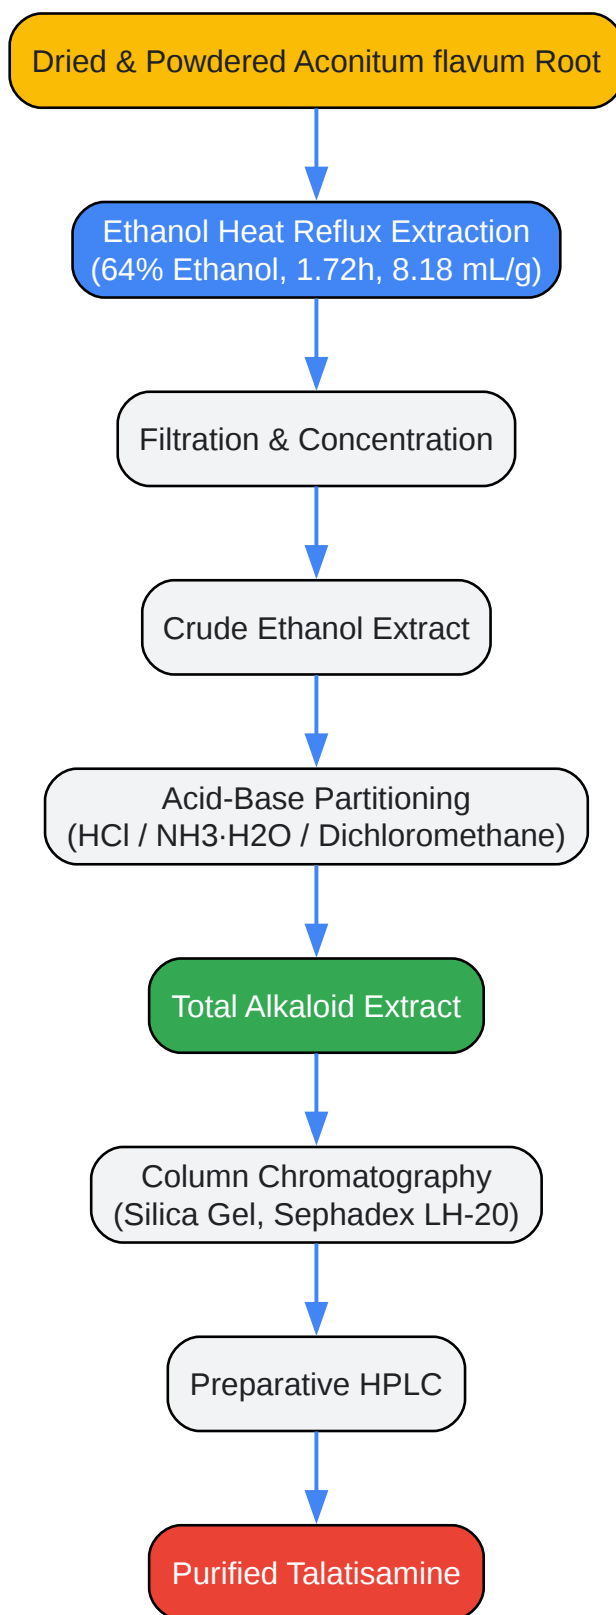 Dried & Powdered Aconitum flavum Root
Ethanol Heat Reflux Extraction
(64% Ethanol, 1.72h, 8.18 mL/g)
Filtration & Concentration
Crude Ethanol Extract
Acid-Base Partitioning
(HCl / NH3·H2O / Dichloromethane)
Total Alkaloid Extract
Column Chromatography
(Silica Gel, Sephadex LH-20)
Preparative HPLC
Purified Talatisamine